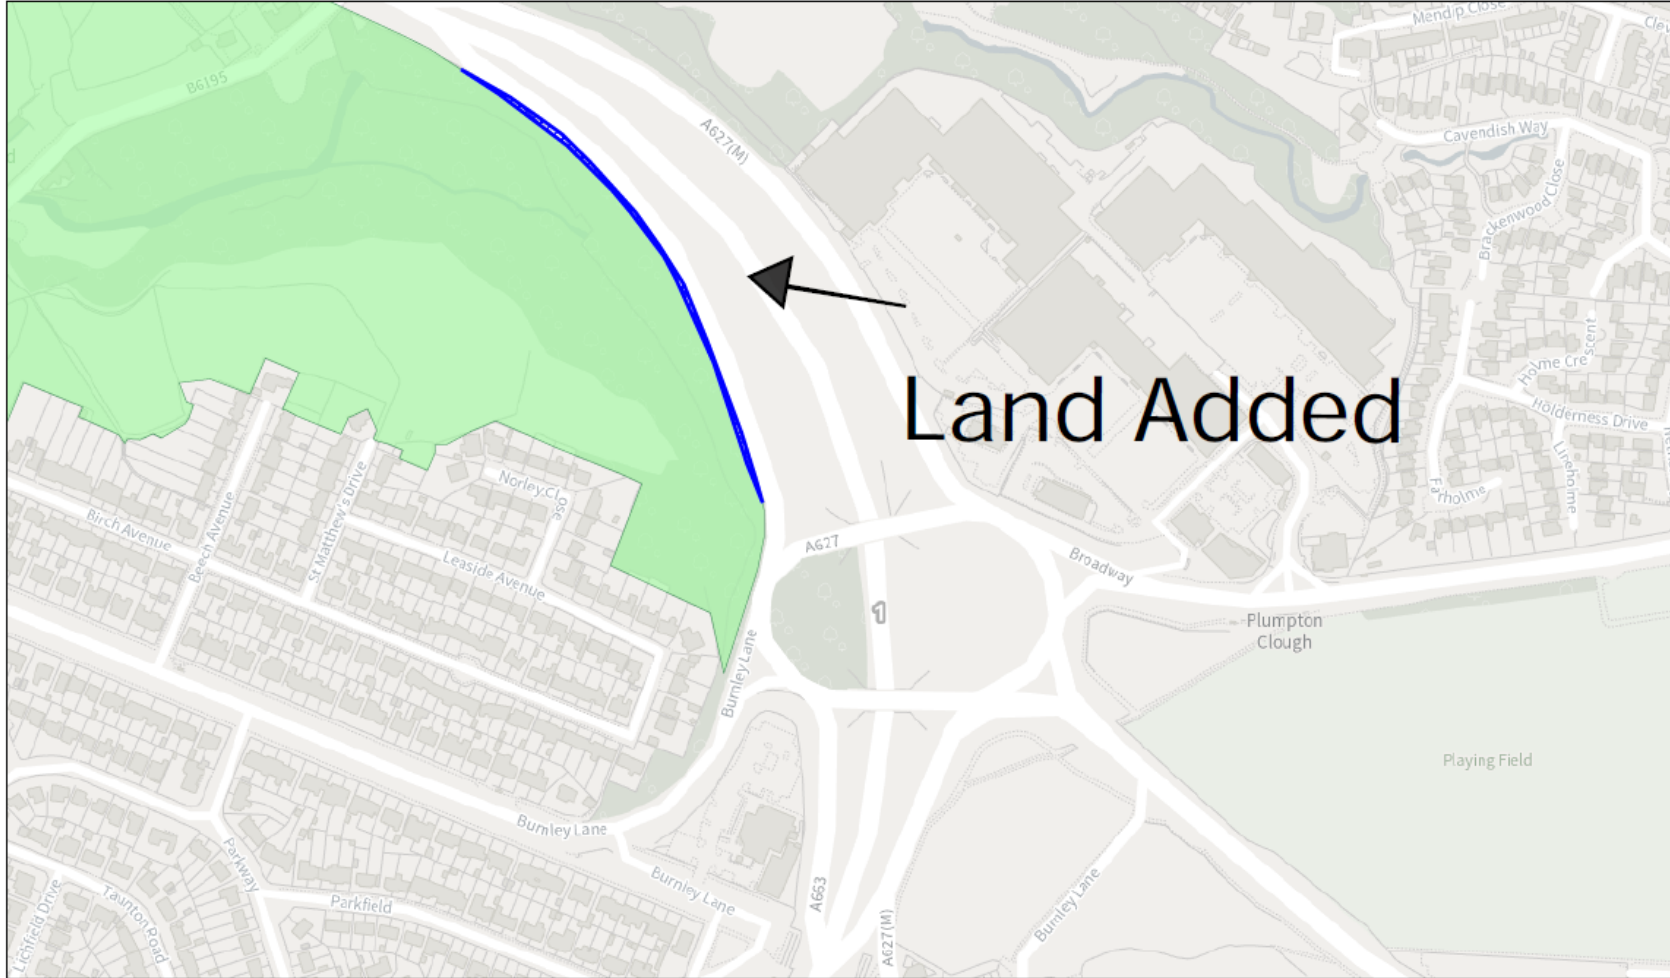 Mendip Close
B6195
A627(M)
Cavendish Way
Brackenwood Close
Holme Crescent
Land Added
Holderness Drive
Lineholme
Farholme
Norley Close
Birch Avenue
Beech Avenue
St Matthew's Drive
Leaside Avenue
A627
Broadway
1
Plumpton
Clough
Burnley Lane
Playing Field
Burnley Lane
Burnley Lane
Parkway
Parkfield
Taunton Road
Lichfield Drive
A663
A627(M)
Burnley Lane